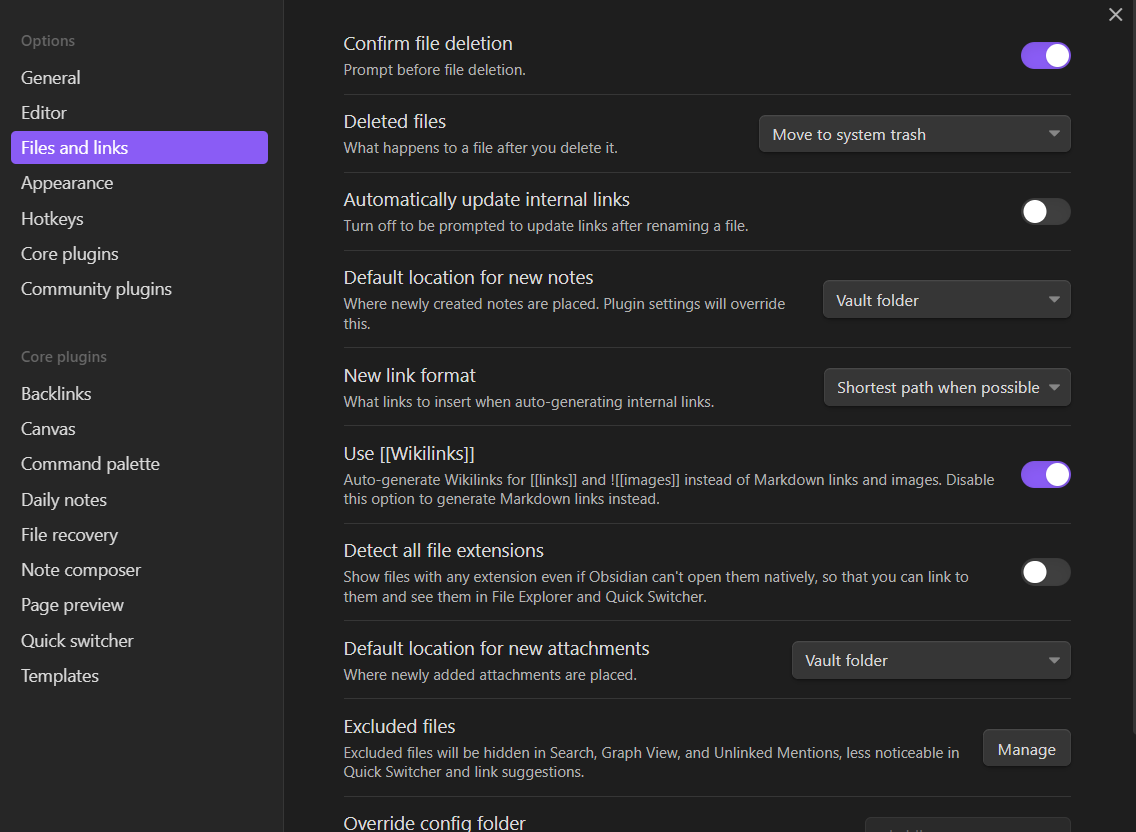 Options
General
Editor
Files and links
Appearance
Hotkeys
Core plugins
Community plugins
Core plugins
Backlinks
Canvas
Command palette
Daily notes
File recovery
Note composer
Page preview
Quick switcher
Templates
Confirm file deletion
Prompt before file deletion.
Deleted files
What happens to a file after you delete it.
Move to system trash
Automatically update internal links
Turn off to be prompted to update links after renaming a file.
Default location for new notes
Where newly created notes are placed. Plugin settings will override
this.
Vault folder
New link format
What links to insert when auto-generating internal links.
Shortest path when possible
Use [[Wikilinks]]
Auto-generate Wikilinks for [[links]] and ![[images]] instead of Markdown links and images. Disable
this option to generate Markdown links instead.
Detect all file extensions
Show files with any extension even if Obsidian can't open them natively, so that you can link to
them and see them in File Explorer and Quick Switcher.
Default location for new attachments
Where newly added attachments are placed.
Vault folder
Excluded files
Excluded files will be hidden in Search, Graph View, and Unlinked Mentions, less noticeable in
Quick Switcher and link suggestions.
Manage
Override config folder